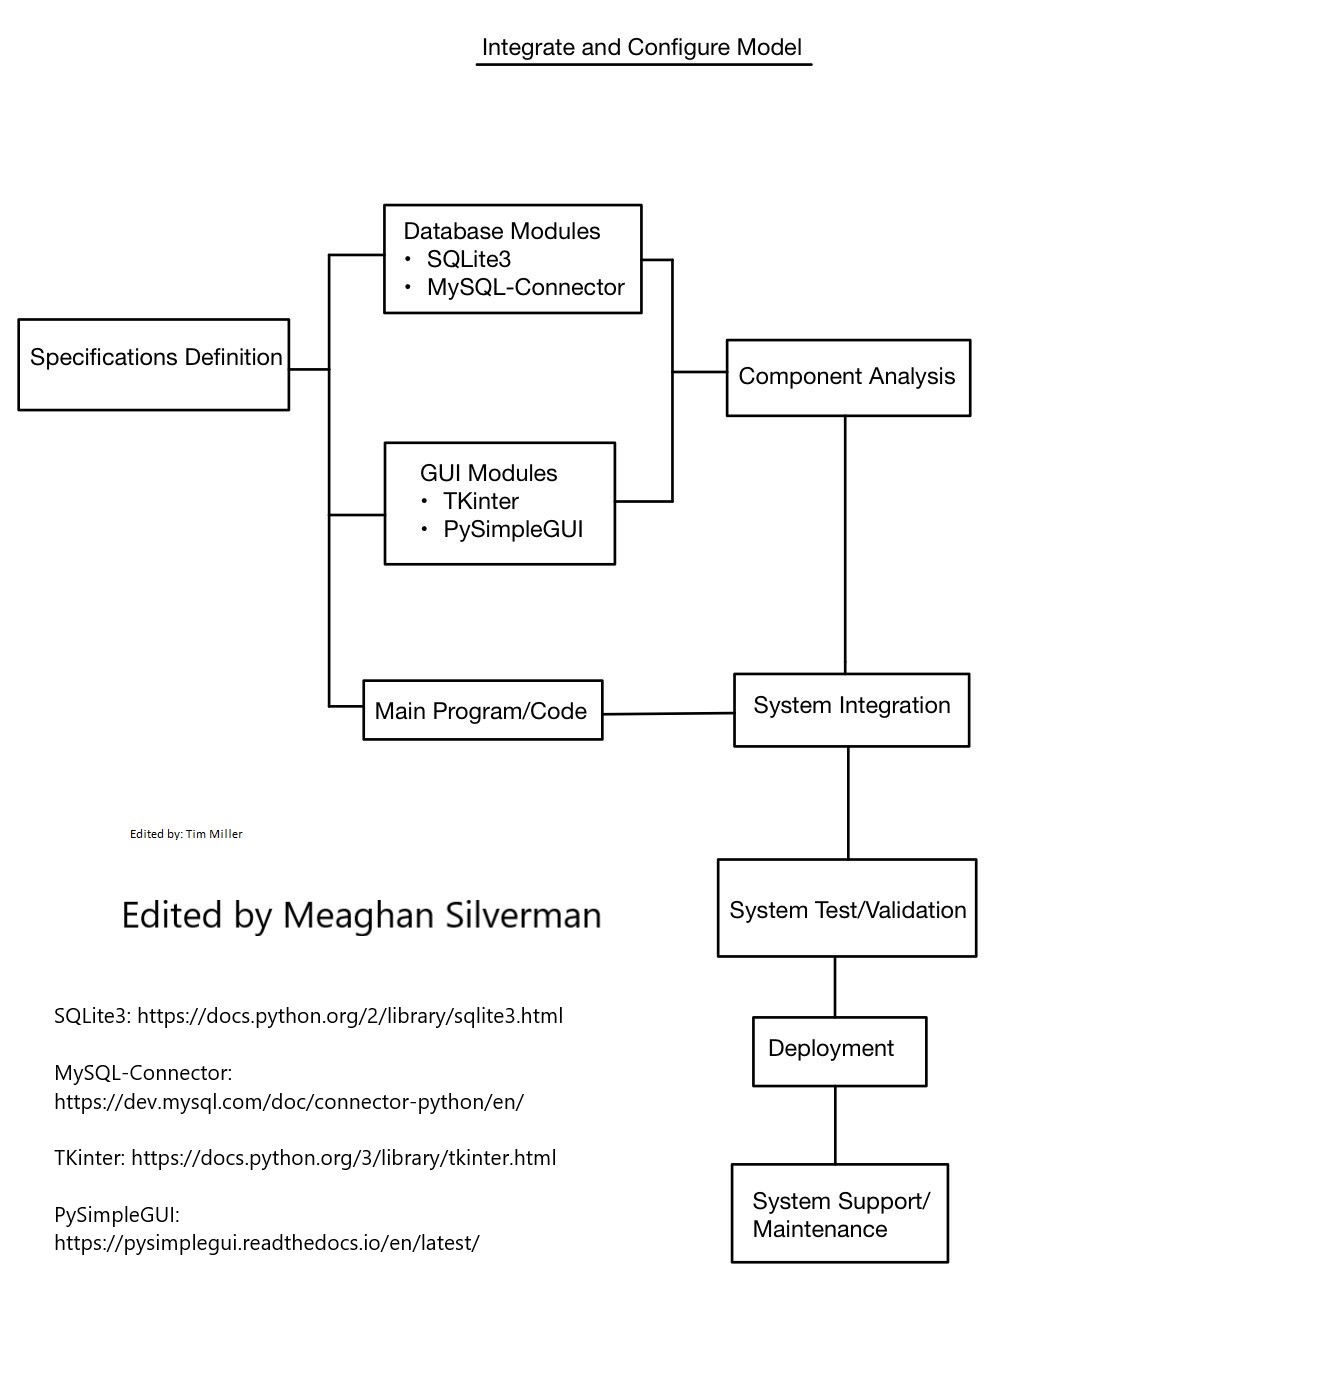 Integrate and Configure Model
Database Modules
• SQLite3
• MySQL-Connector
Specifications Definition
Component Analysis
GUI Modules
• TKinter
• PySimpleGUI
Main Program/Code
System Integration
Edited by: Tim Miller
Edited by Meaghan Silverman
System Test/Validation
SQLite3: https://docs.python.org/2/library/sqlite3.html
Deployment
MySQL-Connector:
https://dev.mysql.com/doc/connector-python/en/
TKinter: https://docs.python.org/3/library/tkinter.html
System Support/
Maintenance
PySimpleGUI:
https://pysimplegui.readthedocs.io/en/latest/